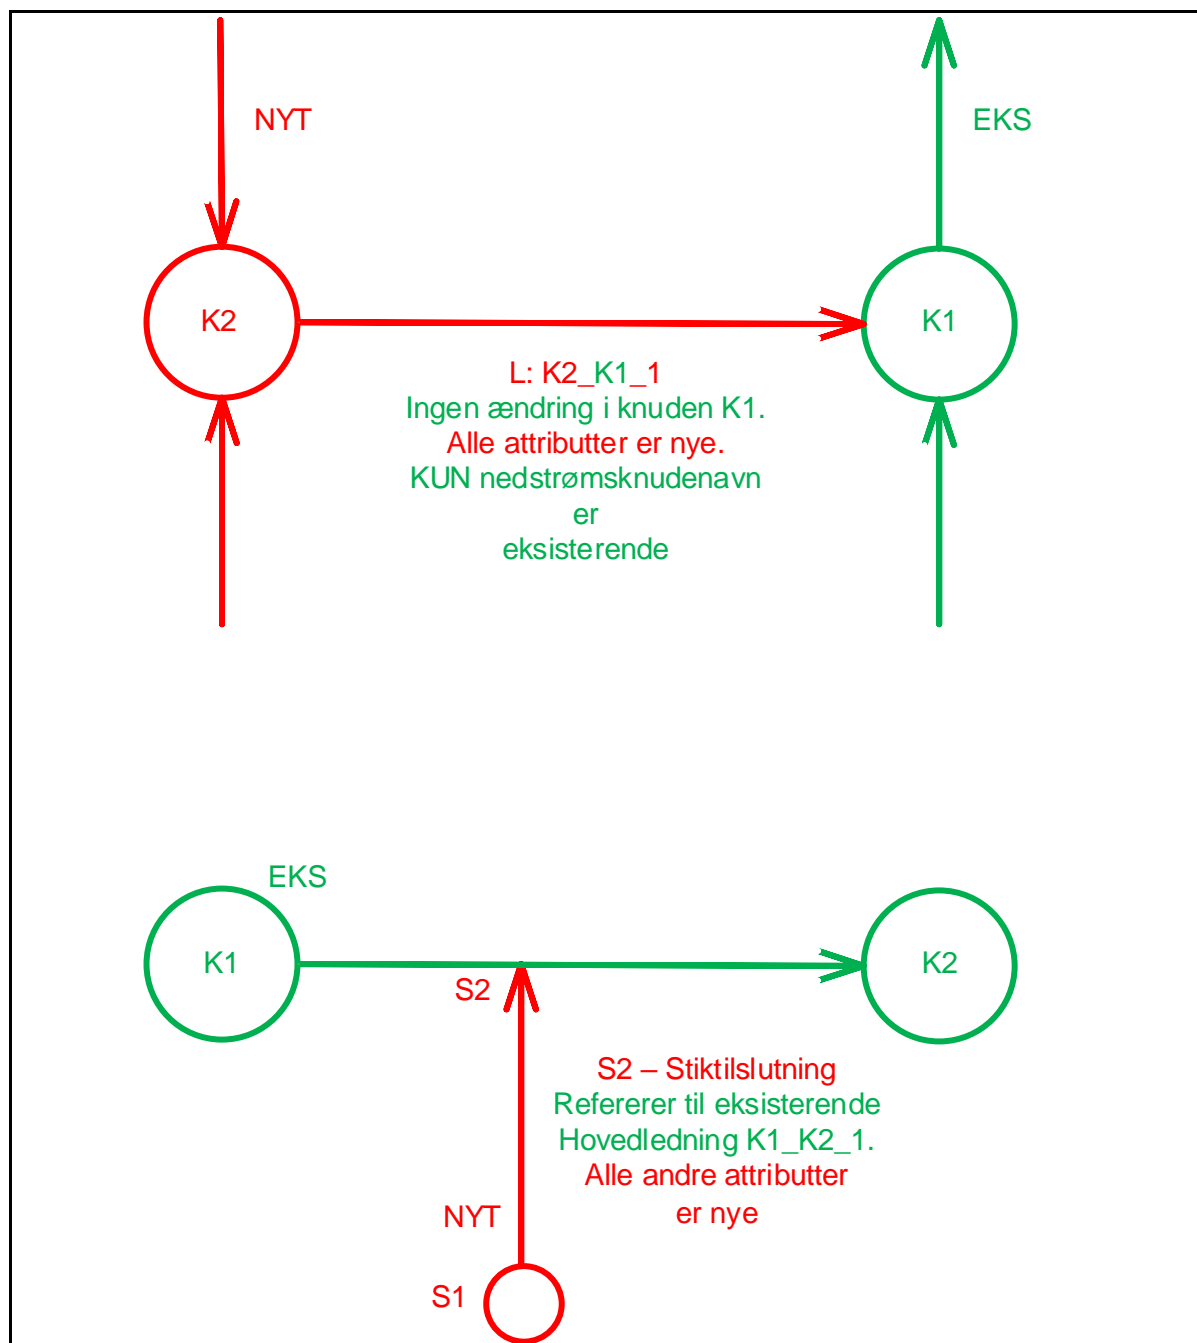 NYT
EKS
K2
K1
L: K2_K1_1
Ingen ændring i knuden K1.
Alle attributter er nye.
KUN nedstrømsknudenavn
er
eksisterende
EKS
K1
K2
S2
S2 – Stiktilslutning
Refererer til eksisterende
Hovedledning K1_K2_1.
Alle andre attributter
er nye
NYT
S1